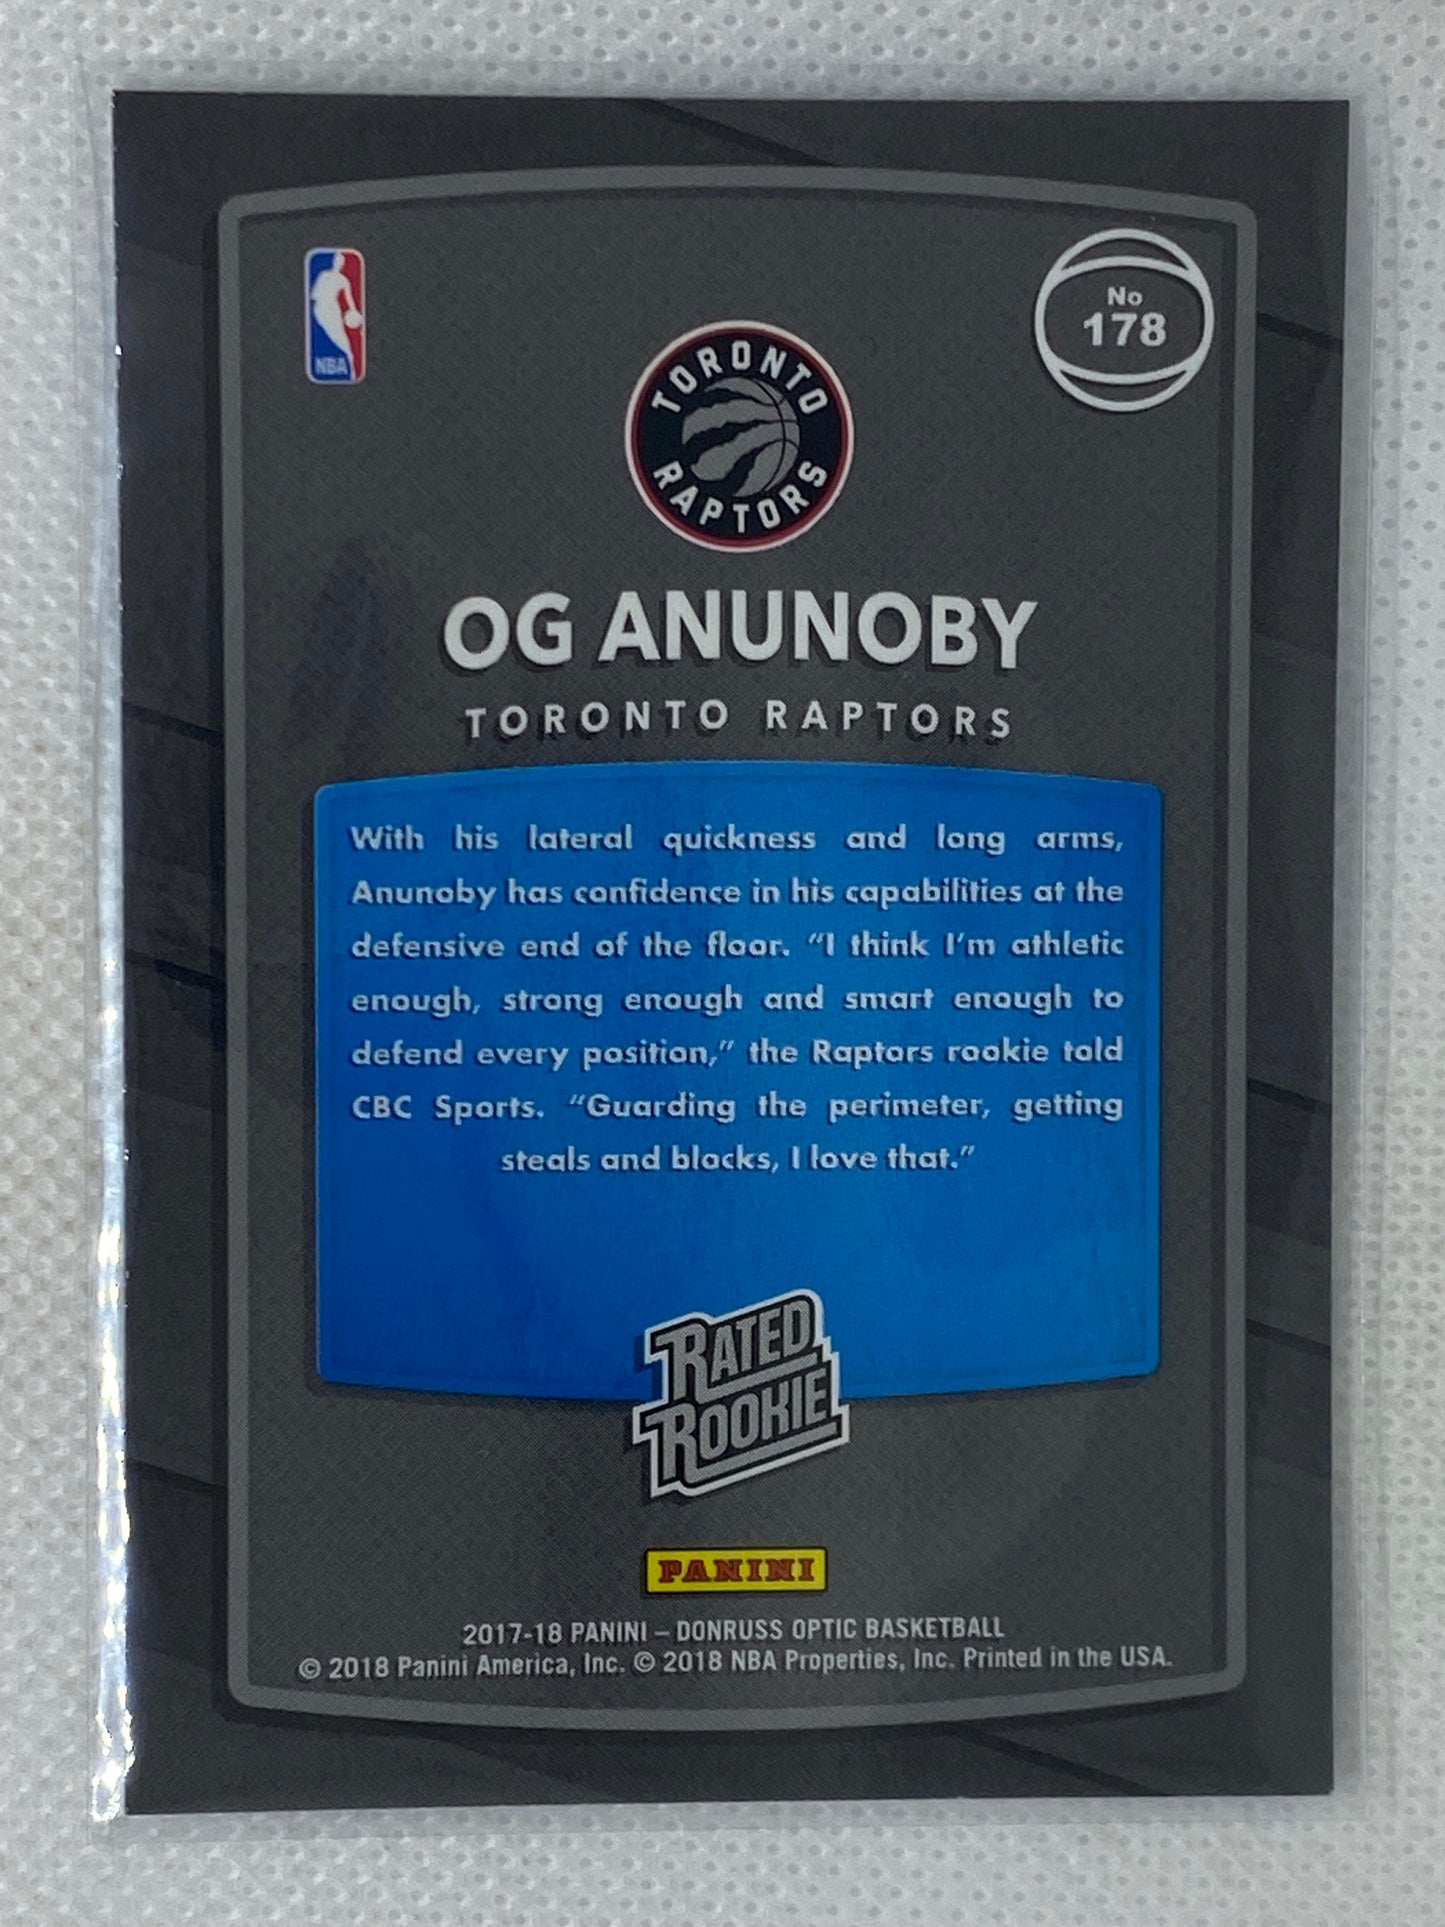 NBA
No
178
TORONTO
RAPTORS
OG ANUNOBY
TORONTO RAPTORS
With his lateral quickness and long arms,
Anunoby has confidence in his capabilities at the
defensive end of the floor. “I think I’m athletic
enough, strong enough and smart enough to
defend every position,” the Raptors rookie told
CBC Sports. “Guarding the perimeter, getting
steals and blocks, I love that.”
RATED
ROOKIE
PANINI
2017-18 PANINI – DONRUSS OPTIC BASKETBALL
© 2018 Panini America, Inc. © 2018 NBA Properties, Inc. Printed in the USA.